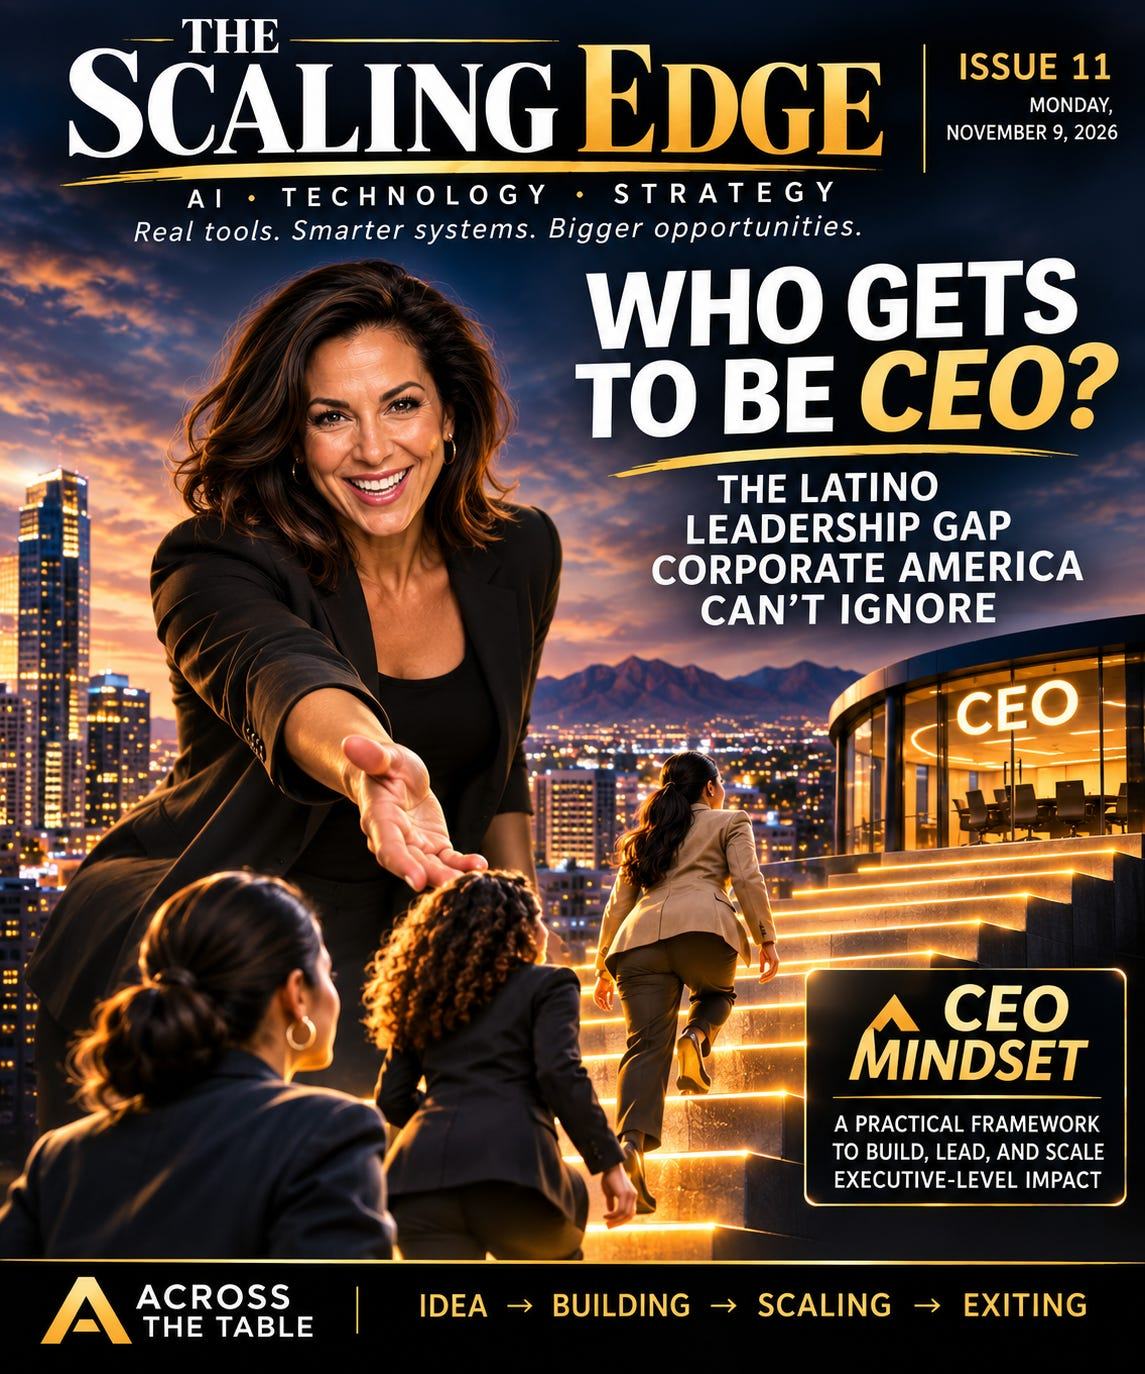 THE
SCALING EDGE
AI • TECHNOLOGY • STRATEGY
Real tools. Smarter systems. Bigger opportunities.
ISSUE 11
MONDAY,
NOVEMBER 9, 2026
WHO GETS
TO BE CEO?
THE LATINO
LEADERSHIP GAP
CORPORATE AMERICA
CAN'T IGNORE
CEO
CEO
MINDSET
A PRACTICAL FRAMEWORK
TO BUILD, LEAD, AND SCALE
EXECUTIVE-LEVEL IMPACT
ACROSS
THE TABLE
IDEA → BUILDING → SCALING → EXITING